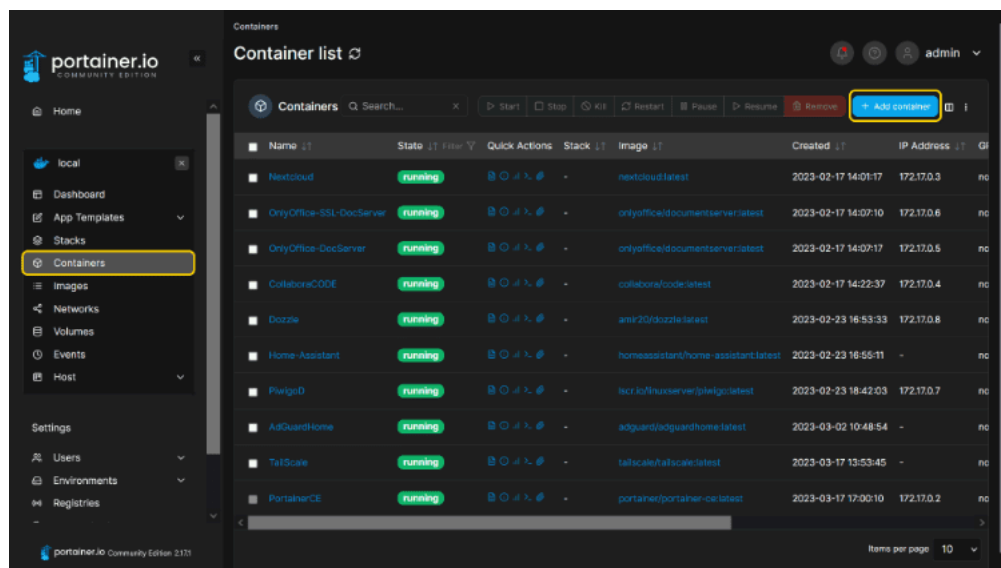 Containers
portainer.io
COMMUNITY EDITION
Container list
admin
Home
local
Dashboard
App Templates
Stacks
Containers
Images
Networks
Volumes
Events
Host
Settings
Users
Environments
Registries
portainer.io Community Edition 2.17.1
Containers Search... Start Stop Kill Restart Pause Resume Remove + Add container
Name State Filter Quick Actions Stack Image Created IP Address
Nextcloud running - nextcloud:latest 2023-02-17 14:01:17 172.17.0.3 no
OnlyOffice-SSL-DocServer running - onlyoffice/documentserver:latest 2023-02-17 14:07:10 172.17.0.6 no
OnlyOffice-DocServer running - onlyoffice/documentserver:latest 2023-02-17 14:07:17 172.17.0.5 no
CollaboraCODE running - collabora/code:latest 2023-02-17 14:22:37 172.17.0.4 no
Dozzle running - amir20/dozzle:latest 2023-02-23 16:53:33 172.17.0.8 no
Home-Assistant running - homeassistant/home-assistant:latest 2023-02-23 16:55:11 - no
PiwigoD running - lscr.io/linuxserver/piwigo:latest 2023-02-23 18:42:03 172.17.0.7 no
AdGuardHome running - adguard/adguardhome:latest 2023-03-02 10:48:54 - no
TailScale running - tailscale/tailscale:latest 2023-03-17 13:53:45 - no
PortainerCE running - portainer/portainer-ce:latest 2023-03-17 17:00:10 172.17.0.2 no
Items per page 10